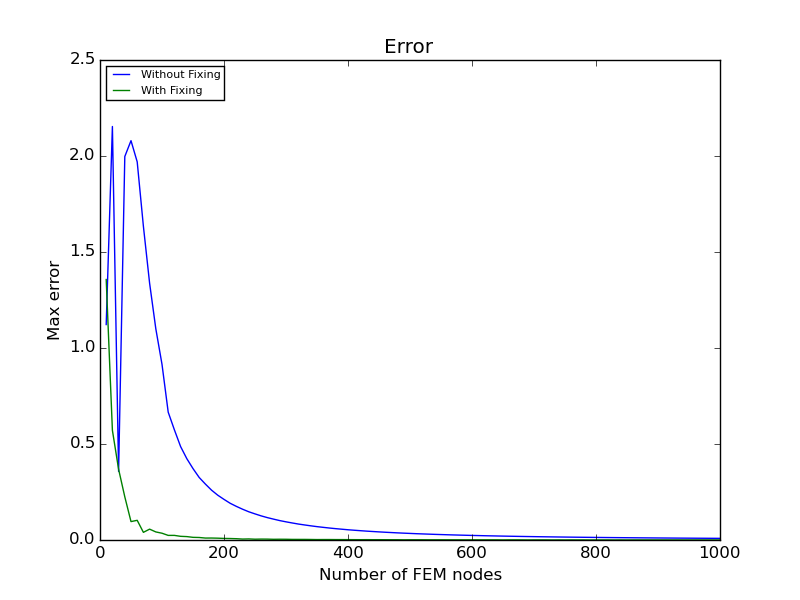 Error
2.5
Without Fixing
With Fixing
2.0
1.5
Max error
1.0
0.5
0.0
0 200 400 600 800 1000
Number of FEM nodes